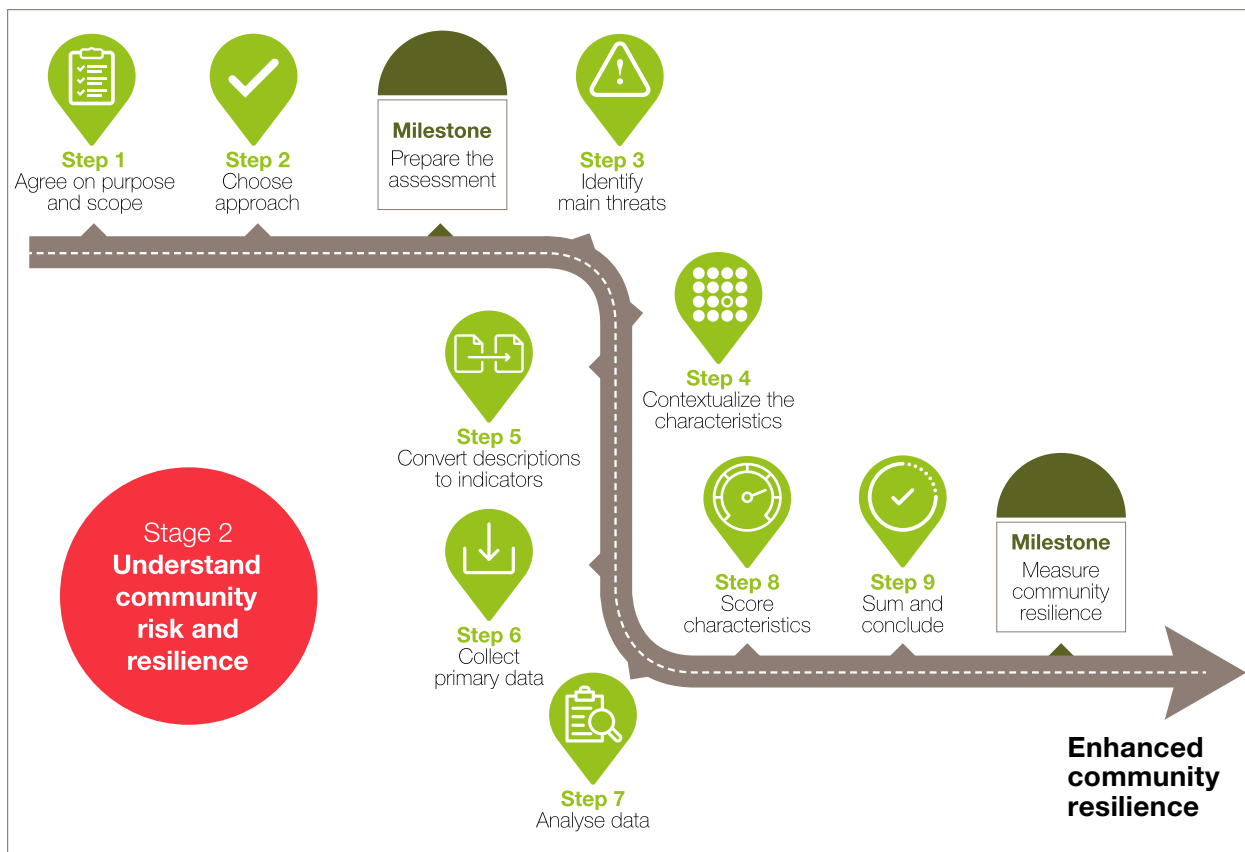 Step 1
Agree on purpose
and scope
Step 2
Choose
approach
Milestone
Prepare the
assessment
Step 3
Identify
main threats
Step 4
Contextualize the
characteristics
Step 5
Convert descriptions
to indicators
Stage 2
Understand
community
risk and
resilience
Step 6
Collect
primary data
Step 7
Analyse data
Step 8
Score
characteristics
Step 9
Sum and
conclude
Milestone
Measure
community
resilience
Enhanced
community
resilience